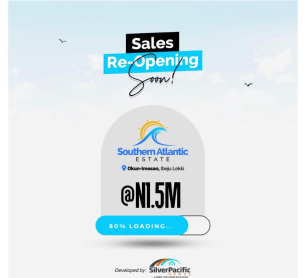 Sales
Re-Opening
Soon!
Southern Atlantic
ESTATE
Okun-Imosan, Ibeju Lekki
@N1.5M
80% LOADING...
Developed by: SilverPacific